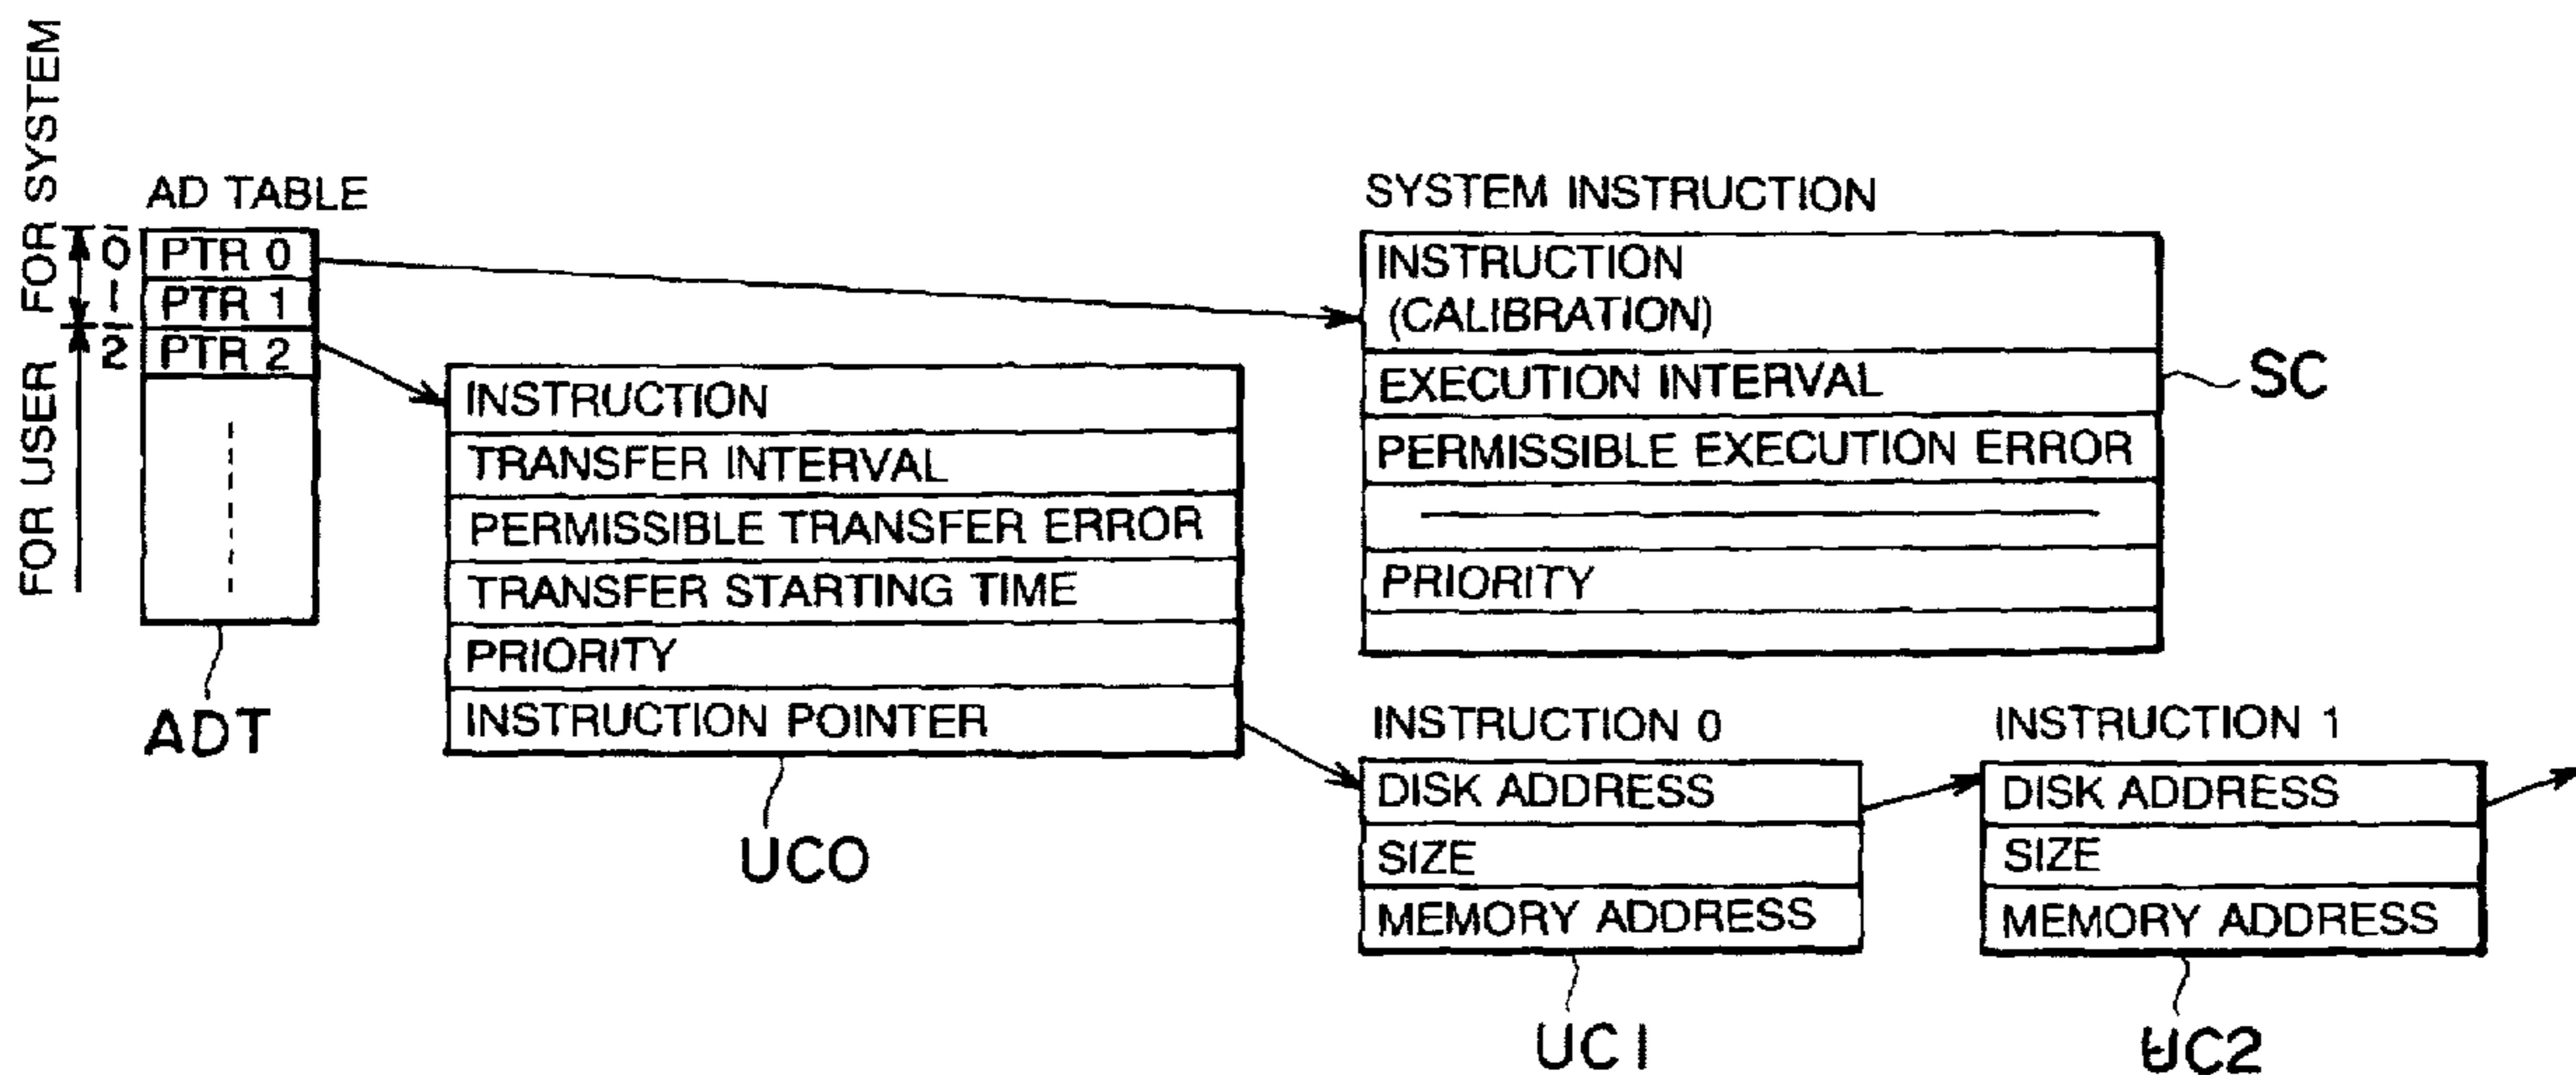 FOR SYSTEM
FOR USER
AD TABLE
0 PTR 0
1 PTR 1
2 PTR 2
ADT
INSTRUCTION
TRANSFER INTERVAL
PERMISSIBLE TRANSFER ERROR
TRANSFER STARTING TIME
PRIORITY
INSTRUCTION POINTER
UC0
SYSTEM INSTRUCTION
INSTRUCTION
(CALIBRATION)
EXECUTION INTERVAL
PERMISSIBLE EXECUTION ERROR
PRIORITY
SC
INSTRUCTION 0
DISK ADDRESS
SIZE
MEMORY ADDRESS
UC1
INSTRUCTION 1
DISK ADDRESS
SIZE
MEMORY ADDRESS
UC2